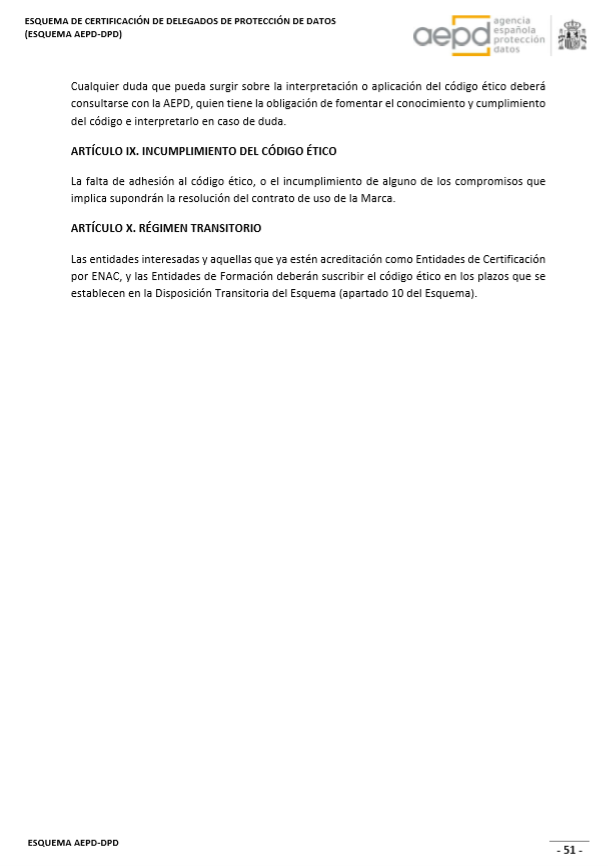 ESQUEMA DE CERTIFICACIÓN DE DELEGADOS DE PROTECCIÓN DE DATOS
(ESQUEMA AEPD-DPD)
aepd
agencia
española
protección
datos
Cualquier duda que pueda surgir sobre la interpretación o aplicación del código ético deberá
consultarse con la AEPD, quien tiene la obligación de fomentar el conocimiento y cumplimiento
del código e interpretarlo en caso de duda.
ARTÍCULO IX. INCUMPLIMIENTO DEL CÓDIGO ÉTICO
La falta de adhesión al código ético, o el incumplimiento de alguno de los compromisos que
implica supondrán la resolución del contrato de uso de la Marca.
ARTÍCULO X. RÉGIMEN TRANSITORIO
Las entidades interesadas y aquellas que ya estén acreditación como Entidades de Certificación
por ENAC, y las Entidades de Formación deberán suscribir el código ético en los plazos que se
establecen en la Disposición Transitoria del Esquema (apartado 10 del Esquema).
ESQUEMA AEPD-DPD
- 51 -